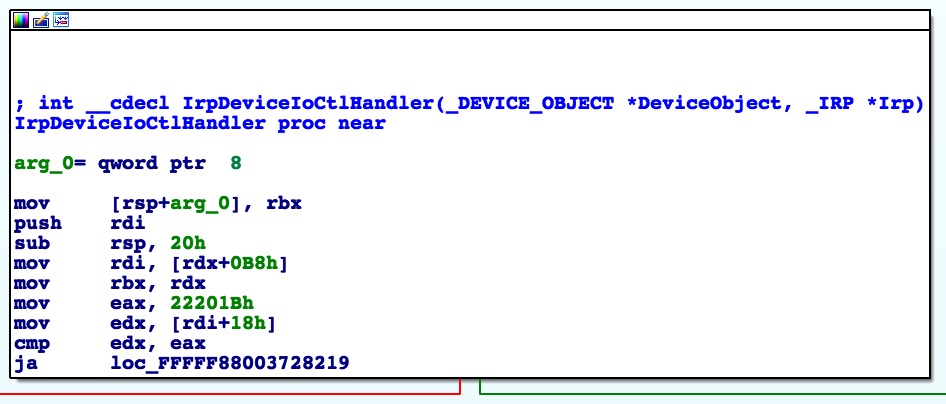 ; int __cdecl IrpDeviceIoCtlHandler(_DEVICE_OBJECT *DeviceObject, _IRP *Irp)
IrpDeviceIoCtlHandler proc near
arg_0= qword ptr  8
mov     [rsp+arg_0], rbx
push    rdi
sub     rsp, 20h
mov     rdi, [rdx+0B8h]
mov     rbx, rdx
mov     eax, 22201Bh
mov     edx, [rdi+18h]
cmp     edx, eax
ja      loc_FFFFF88003728219